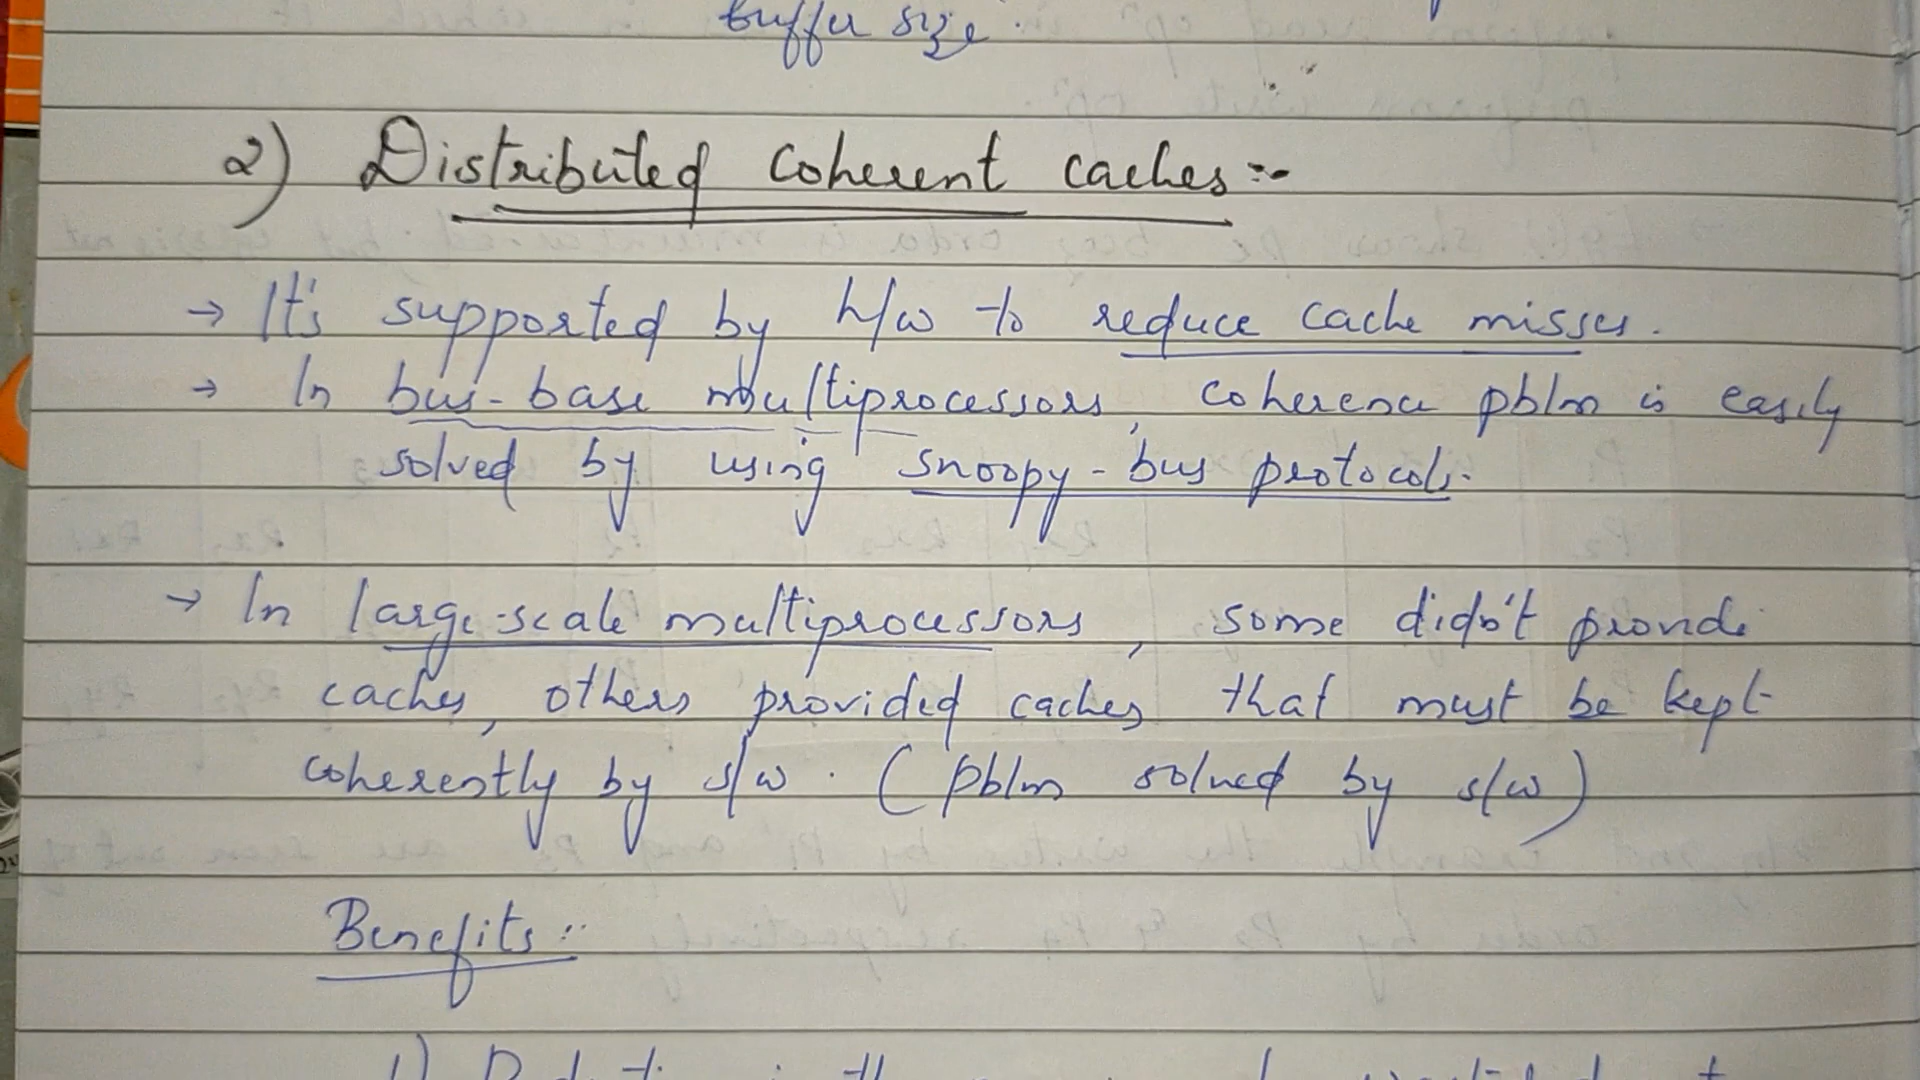 buffer size.
2) Distributed Coherent caches:-
→ It's supported by h/w to reduce cache misses.
→ In bus-base multiprocessors, coherence pblm is easily
solved by using snoopy-bus protocols.
→ In large-scale multiprocessors, some didn't provide
caches, others provided caches that must be kept
coherently by s/w. (pblm solved by s/w)
Benefits:-
1)